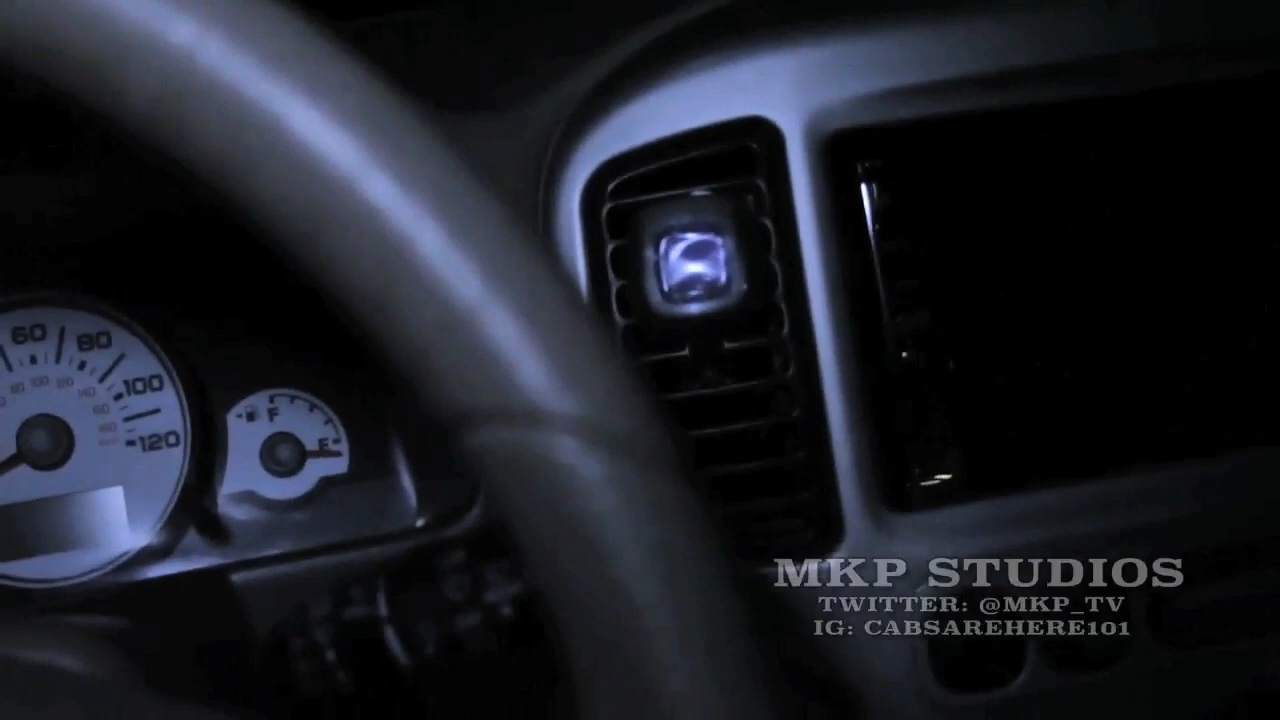 60
80
100
120
F
E
MKP STUDIOS
TWITTER: @MKP_TV
IG: CABSAREHERE101